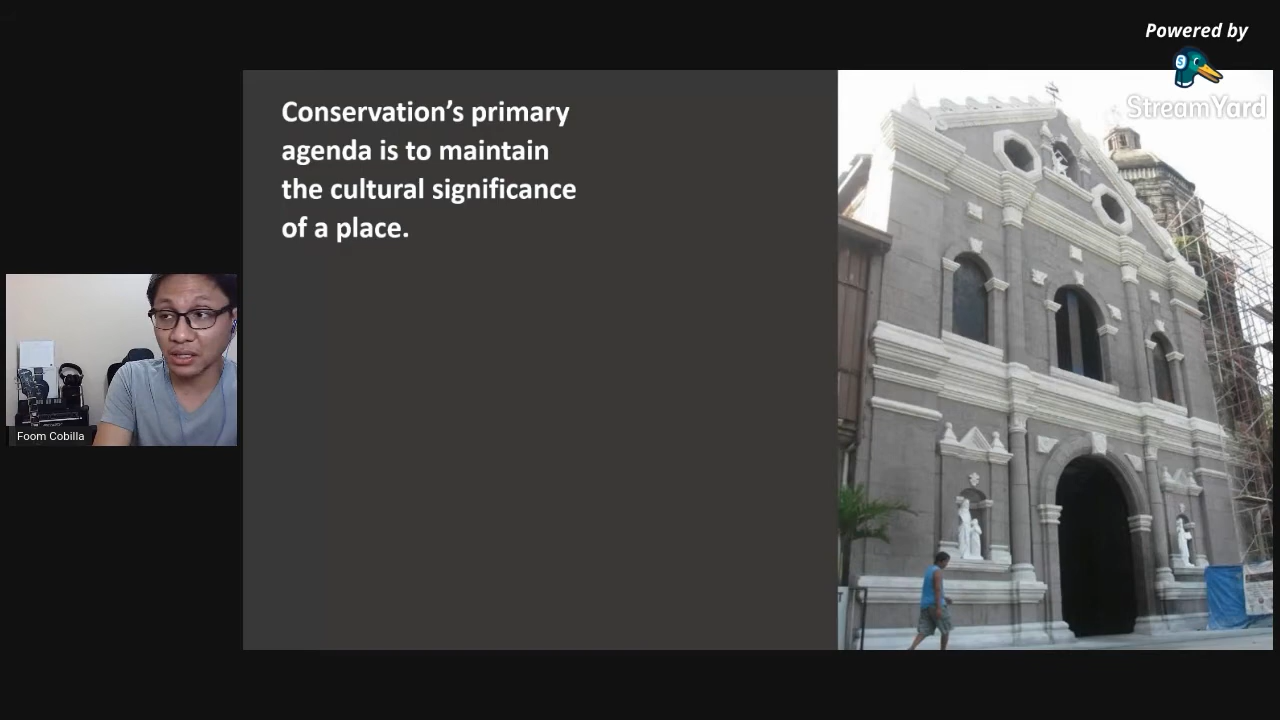 Powered by
StreamYard
Conservation’s primary
agenda is to maintain
the cultural significance
of a place.
Foom Cobilla